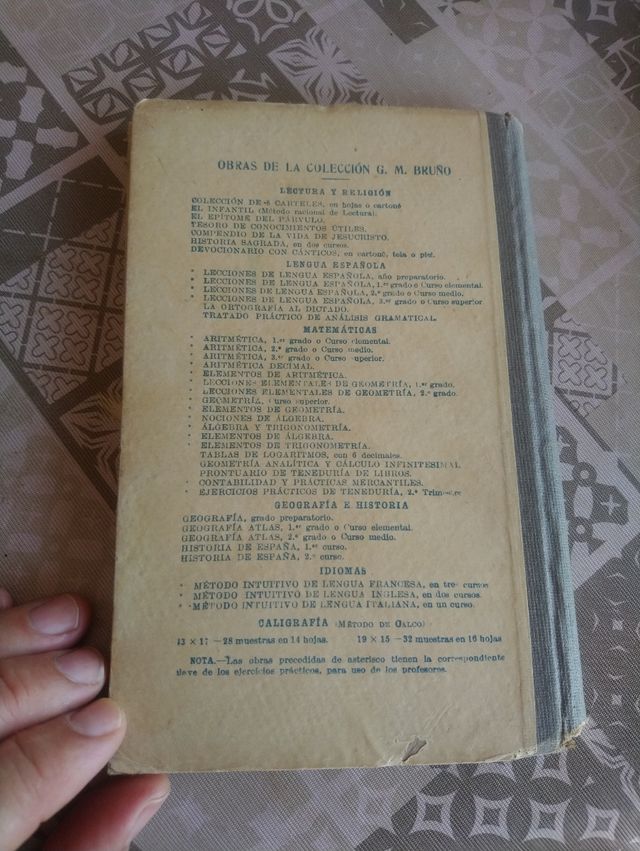 OBRAS DE LA COLECCIÓN G. M. BRUÑO
LECTURA Y RELIGIÓN
COLECCIÓN DE 8 CARTELES, en hojas o cartoné
EL INFANTIL (Método racional de Lectura).
EL EPÍTOME DEL PÁRVULO.
TESORO DE CONOCIMIENTOS ÚTILES.
COMPENDIO DE LA VIDA DE JESUCRISTO.
HISTORIA SAGRADA, en dos cursos.
DEVOCIONARIO CON CÁNTICOS, en cartoné, tela o piel.
LENGUA ESPAÑOLA
* LECCIONES DE LENGUA ESPAÑOLA, año preparatorio.
* LECCIONES DE LENGUA ESPAÑOLA, 1.er grado o Curso elemental.
* LECCIONES DE LENGUA ESPAÑOLA, 2.º grado o Curso medio.
* LECCIONES DE LENGUA ESPAÑOLA, 3.er grado o Curso superior.
LA ORTOGRAFÍA AL DICTADO.
TRATADO PRÁCTICO DE ANÁLISIS GRAMATICAL.
MATEMÁTICAS
* ARITMÉTICA, 1.er grado o Curso elemental.
* ARITMÉTICA, 2.º grado o Curso medio.
* ARITMÉTICA, 3.er grado o Curso superior.
* ARITMÉTICA DECIMAL.
* ELEMENTOS DE ARITMÉTICA.
* LECCIONES ELEMENTALES DE GEOMETRÍA, 1.er grado.
* LECCIONES ELEMENTALES DE GEOMETRÍA, 2.º grado.
* GEOMETRÍA, Curso superior.
* ELEMENTOS DE GEOMETRÍA.
* NOCIONES DE ÁLGEBRA.
* ÁLGEBRA Y TRIGONOMETRÍA.
* ELEMENTOS DE ÁLGEBRA.
* ELEMENTOS DE TRIGONOMETRÍA.
TABLAS DE LOGARITMOS, con 6 decimales.
GEOMETRÍA ANALÍTICA Y CÁLCULO INFINITESIMAL.
PRONTUARIO DE TENEDURÍA DE LIBROS.
* CONTABILIDAD Y PRÁCTICAS MERCANTILES.
* EJERCICIOS PRÁCTICOS DE TENEDURÍA, 2.º Trimestre
GEOGRAFÍA E HISTORIA
GEOGRAFÍA, grado preparatorio.
GEOGRAFÍA ATLAS, 1.er grado o Curso elemental.
GEOGRAFÍA ATLAS, 2.º grado o Curso medio.
HISTORIA DE ESPAÑA, 1.er curso.
HISTORIA DE ESPAÑA, 2.º curso.
IDIOMAS
* MÉTODO INTUITIVO DE LENGUA FRANCESA, en tres cursos
* MÉTODO INTUITIVO DE LENGUA INGLESA, en dos cursos.
* MÉTODO INTUITIVO DE LENGUA ITALIANA, en un curso.
CALIGRAFÍA (MÉTODO DE CALCO)
13 × 17 — 28 muestras en 14 hojas. 19 × 15 — 32 muestras en 16 hojas
NOTA.—Las obras precedidas de asterisco tienen la correspondiente
llave de los ejercicios prácticos, para uso de los profesores.